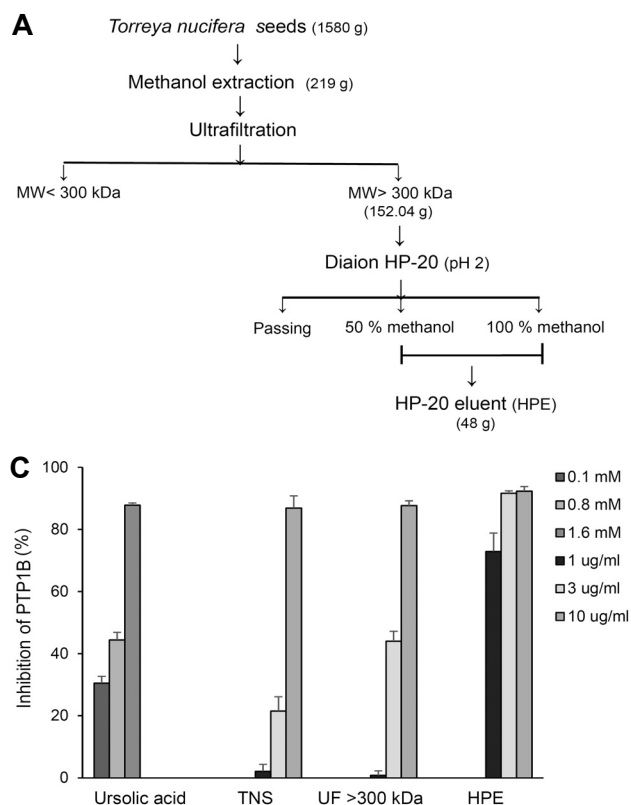 A
Torreya nucifera seeds (1580 g)
Methanol extraction (219 g)
Ultrafiltration
MW< 300 kDa
MW> 300 kDa
(152.04 g)
Diaion HP-20 (pH 2)
Passing
50 % methanol
100 % methanol
HP-20 eluent (HPE)
(48 g)
C
Inhibition of PTP1B (%)
100
80
60
40
20
0
Ursolic acid
TNS
UF >300 kDa
HPE
0.1 mM
0.8 mM
1.6 mM
1 ug/ml
3 ug/ml
10 ug/ml